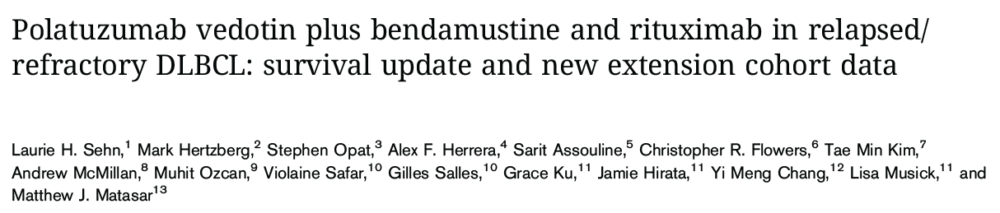 Polatuzumab vedotin plus bendamustine and rituximab in relapsed/
refractory DLBCL: survival update and new extension cohort data
Laurie H. Sehn,¹ Mark Hertzberg,² Stephen Opat,³ Alex F. Herrera,⁴ Sarit Assouline,⁵ Christopher R. Flowers,⁶ Tae Min Kim,⁷
Andrew McMillan,⁸ Muhit Ozcan,⁹ Violaine Safar,¹⁰ Gilles Salles,¹⁰ Grace Ku,¹¹ Jamie Hirata,¹¹ Yi Meng Chang,¹² Lisa Musick,¹¹ and
Matthew J. Matasar¹³